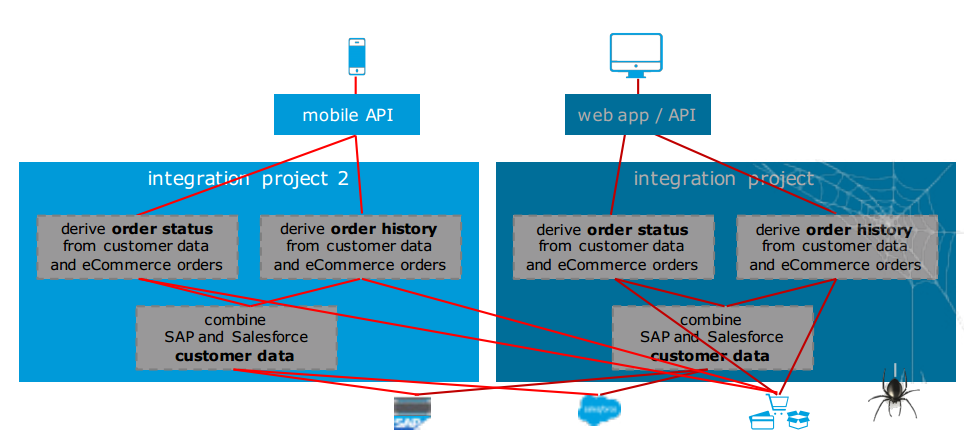 mobile API
web app / API
integration project 2
integration project
derive order status
from customer data
and eCommerce orders
derive order history
from customer data
and eCommerce orders
derive order status
from customer data
and eCommerce orders
derive order history
from customer data
and eCommerce orders
combine
SAP and Salesforce
customer data
combine
SAP and Salesforce
customer data
SAP
salesforce